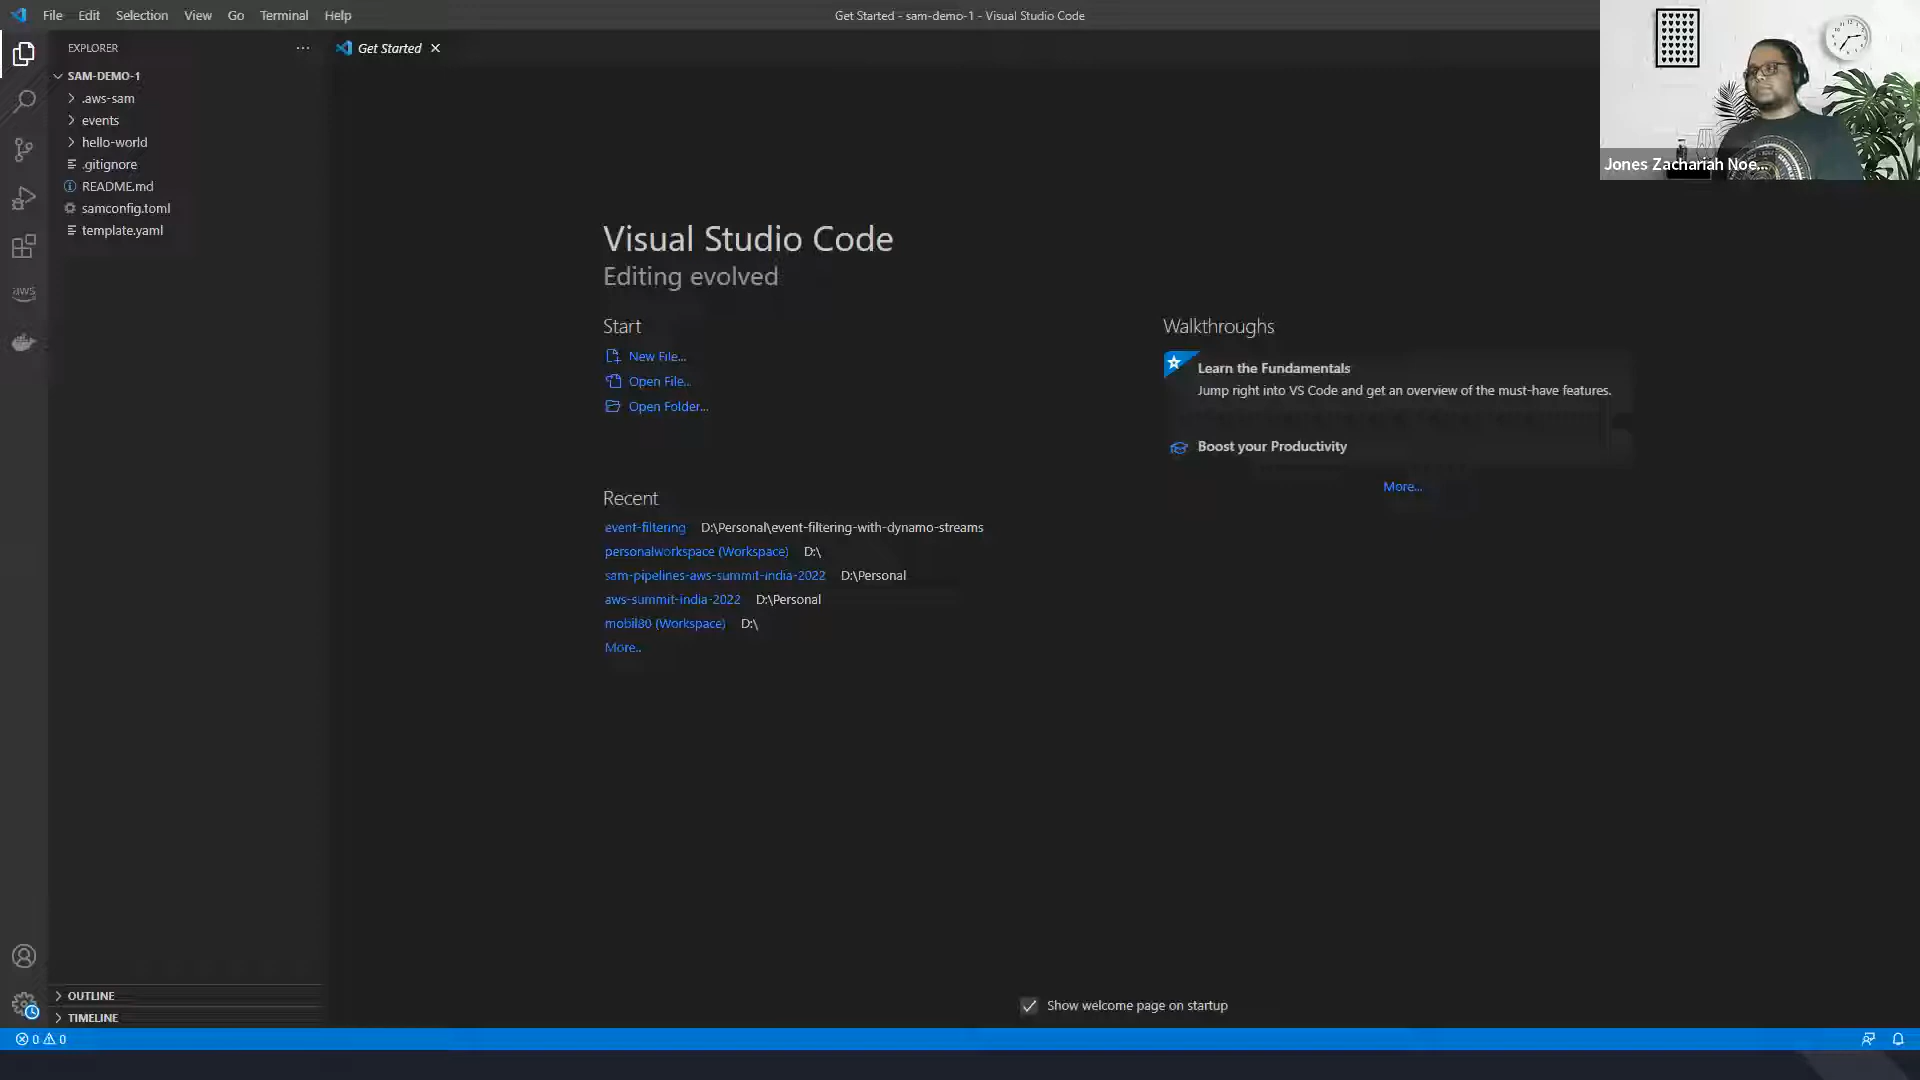 File Edit Selection View Go Terminal Help
Get Started - sam-demo-1 - Visual Studio Code
EXPLORER
Get Started
SAM-DEMO-1
.aws-sam
events
hello-world
.gitignore
README.md
samconfig.toml
template.yaml
aws
Jones Zachariah Noe...
Visual Studio Code
Editing evolved
Start
New File...
Open File...
Open Folder...
Recent
event-filtering D:\Personal\event-filtering-with-dynamo-streams
personalworkspace (Workspace) D:\
sam-pipelines-aws-summit-india-2022 D:\Personal
aws-summit-india-2022 D:\Personal
mobil80 (Workspace) D:\
More...
Walkthroughs
Learn the Fundamentals
Jump right into VS Code and get an overview of the must-have features.
Boost your Productivity
More...
Show welcome page on startup
OUTLINE
TIMELINE
0 0